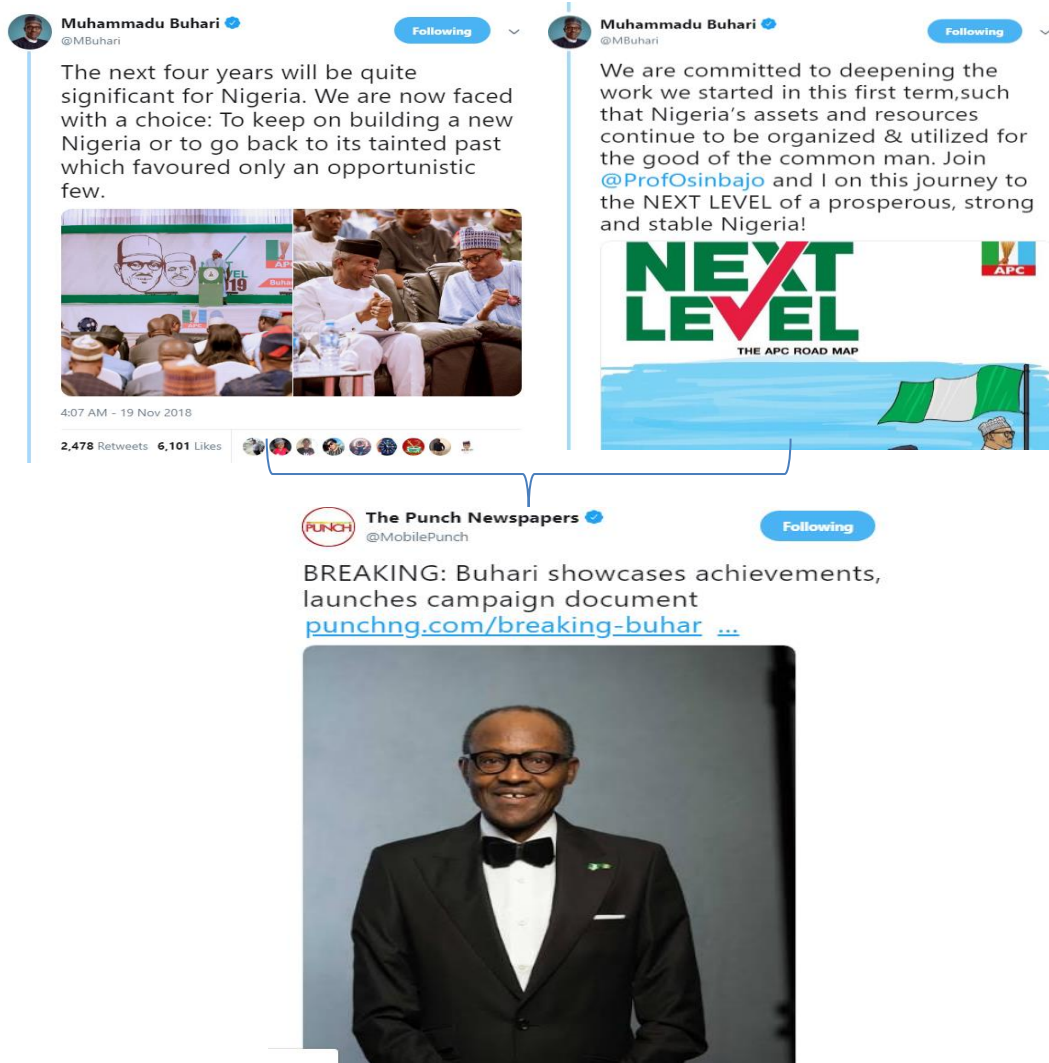 Muhammadu Buhari
@MBuhari
Following
The next four years will be quite
significant for Nigeria. We are now faced
with a choice: To keep on building a new
Nigeria or to go back to its tainted past
which favoured only an opportunistic
few.
APC
VEL
19
Buha
APC
4:07 AM - 19 Nov 2018
2,478 Retweets 6,101 Likes
Muhammadu Buhari
@MBuhari
Following
We are committed to deepening the
work we started in this first term,such
that Nigeria's assets and resources
continue to be organized & utilized for
the good of the common man. Join
@ProfOsinbajo and I on this journey to
the NEXT LEVEL of a prosperous, strong
and stable Nigeria!
NEXT
LEVEL
THE APC ROAD MAP
APC
PUNCH
The Punch Newspapers
@MobilePunch
Following
BREAKING: Buhari showcases achievements,
launches campaign document
punchng.com/breaking-buhar ...